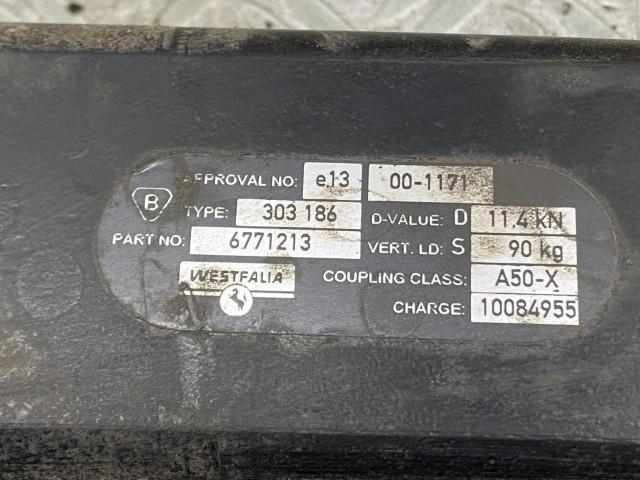 B
APPROVAL NO: e13 00-1171
TYPE: 303 186 D-VALUE: D 11,4 kN
PART NO: 6771213 VERT. LD: S 90 kg
WESTFALIA COUPLING CLASS: A50-X
CHARGE: 10084955